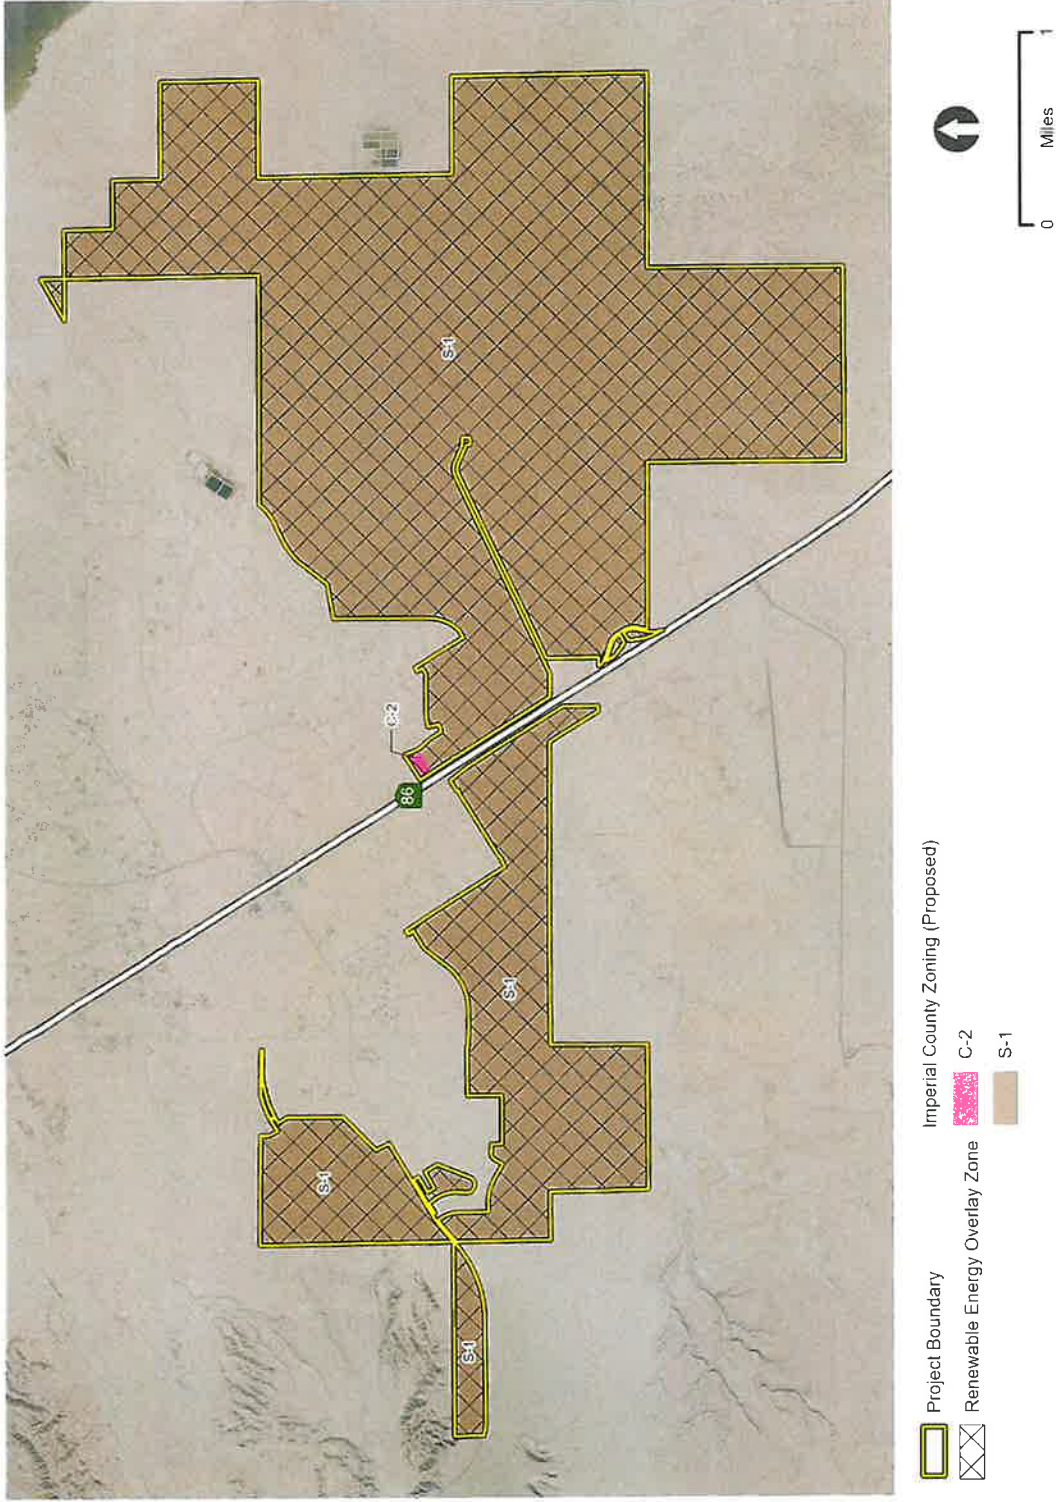 S-1
C-2
86
S-1
S-1
S-1
Project Boundary
Renewable Energy Overlay Zone
Imperial County Zoning (Proposed)
C-2
S-1
0
1
Miles